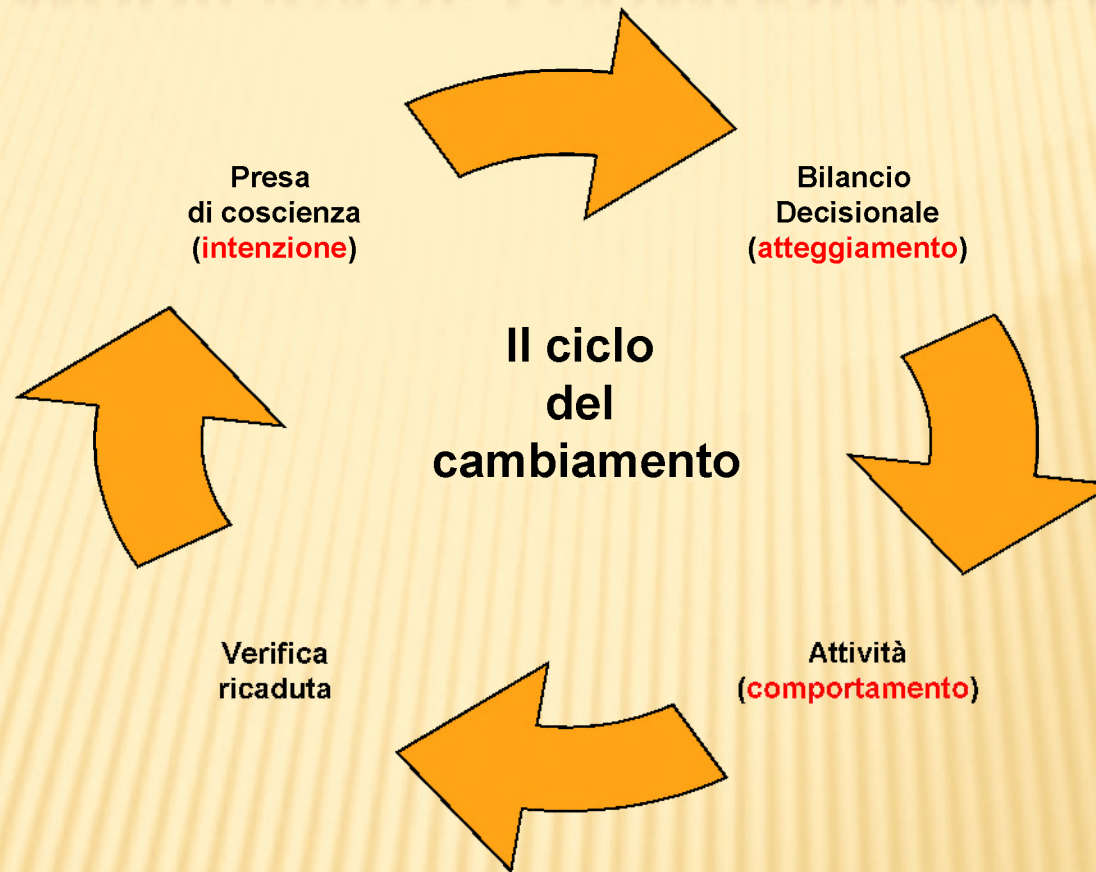 Presa
di coscienza
(intenzione)
Bilancio
Decisionale
(atteggiamento)
Il ciclo
del
cambiamento
Verifica
ricaduta
Attività
(comportamento)